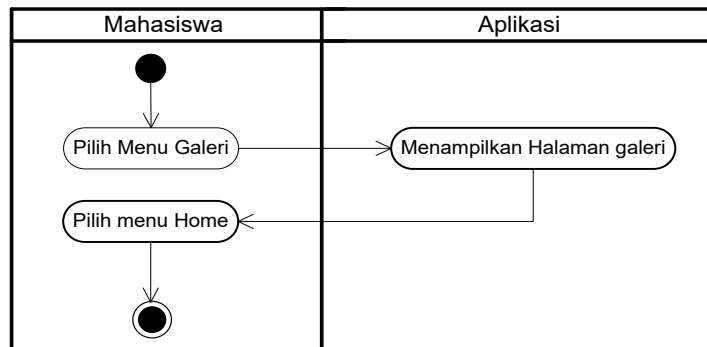 Mahasiswa
Aplikasi
Pilih Menu Galeri
Menampilkan Halaman galeri
Pilih menu Home